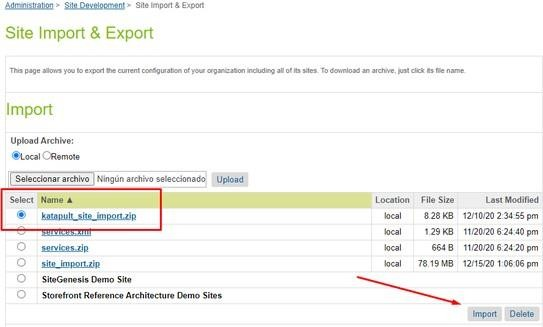 Administration > Site Development > Site Import & Export
Site Import & Export
This page allows you to export the current configuration of your organization including all of its sites. To download an archive, just click its file name.
Import
Upload Archive:
Local Remote
Seleccionar archivo Ningún archivo seleccionado Upload
Select Name ▲ Location File Size Last Modified
katapult_site_import.zip local 8.28 KB 12/10/20 2:34:55 pm
services.xml local 1.29 KB 11/20/20 6:24:40 pm
services.zip local 664 B 11/20/20 6:24:20 pm
site_import.zip local 78.19 MB 12/15/20 1:06:06 pm
SiteGenesis Demo Site
Storefront Reference Architecture Demo Sites
Import Delete